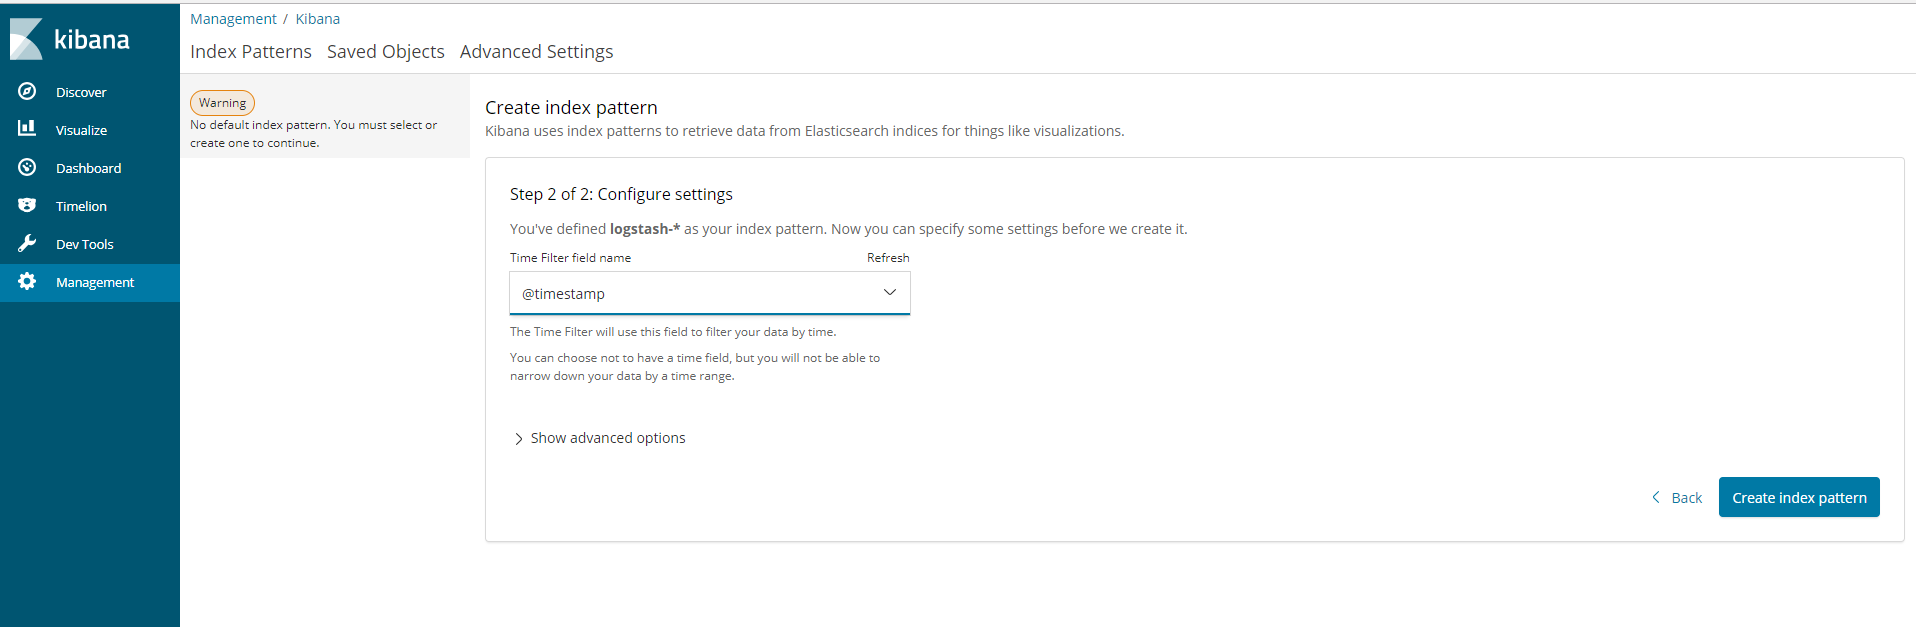 kibana
Discover
Visualize
Dashboard
Timelion
Dev Tools
Management
Management / Kibana
Index Patterns Saved Objects Advanced Settings
Warning
No default index pattern. You must select or
create one to continue.
Create index pattern
Kibana uses index patterns to retrieve data from Elasticsearch indices for things like visualizations.
Step 2 of 2: Configure settings
You've defined logstash-* as your index pattern. Now you can specify some settings before we create it.
Time Filter field name Refresh
@timestamp
The Time Filter will use this field to filter your data by time.
You can choose not to have a time field, but you will not be able to
narrow down your data by a time range.
Show advanced options
Back Create index pattern